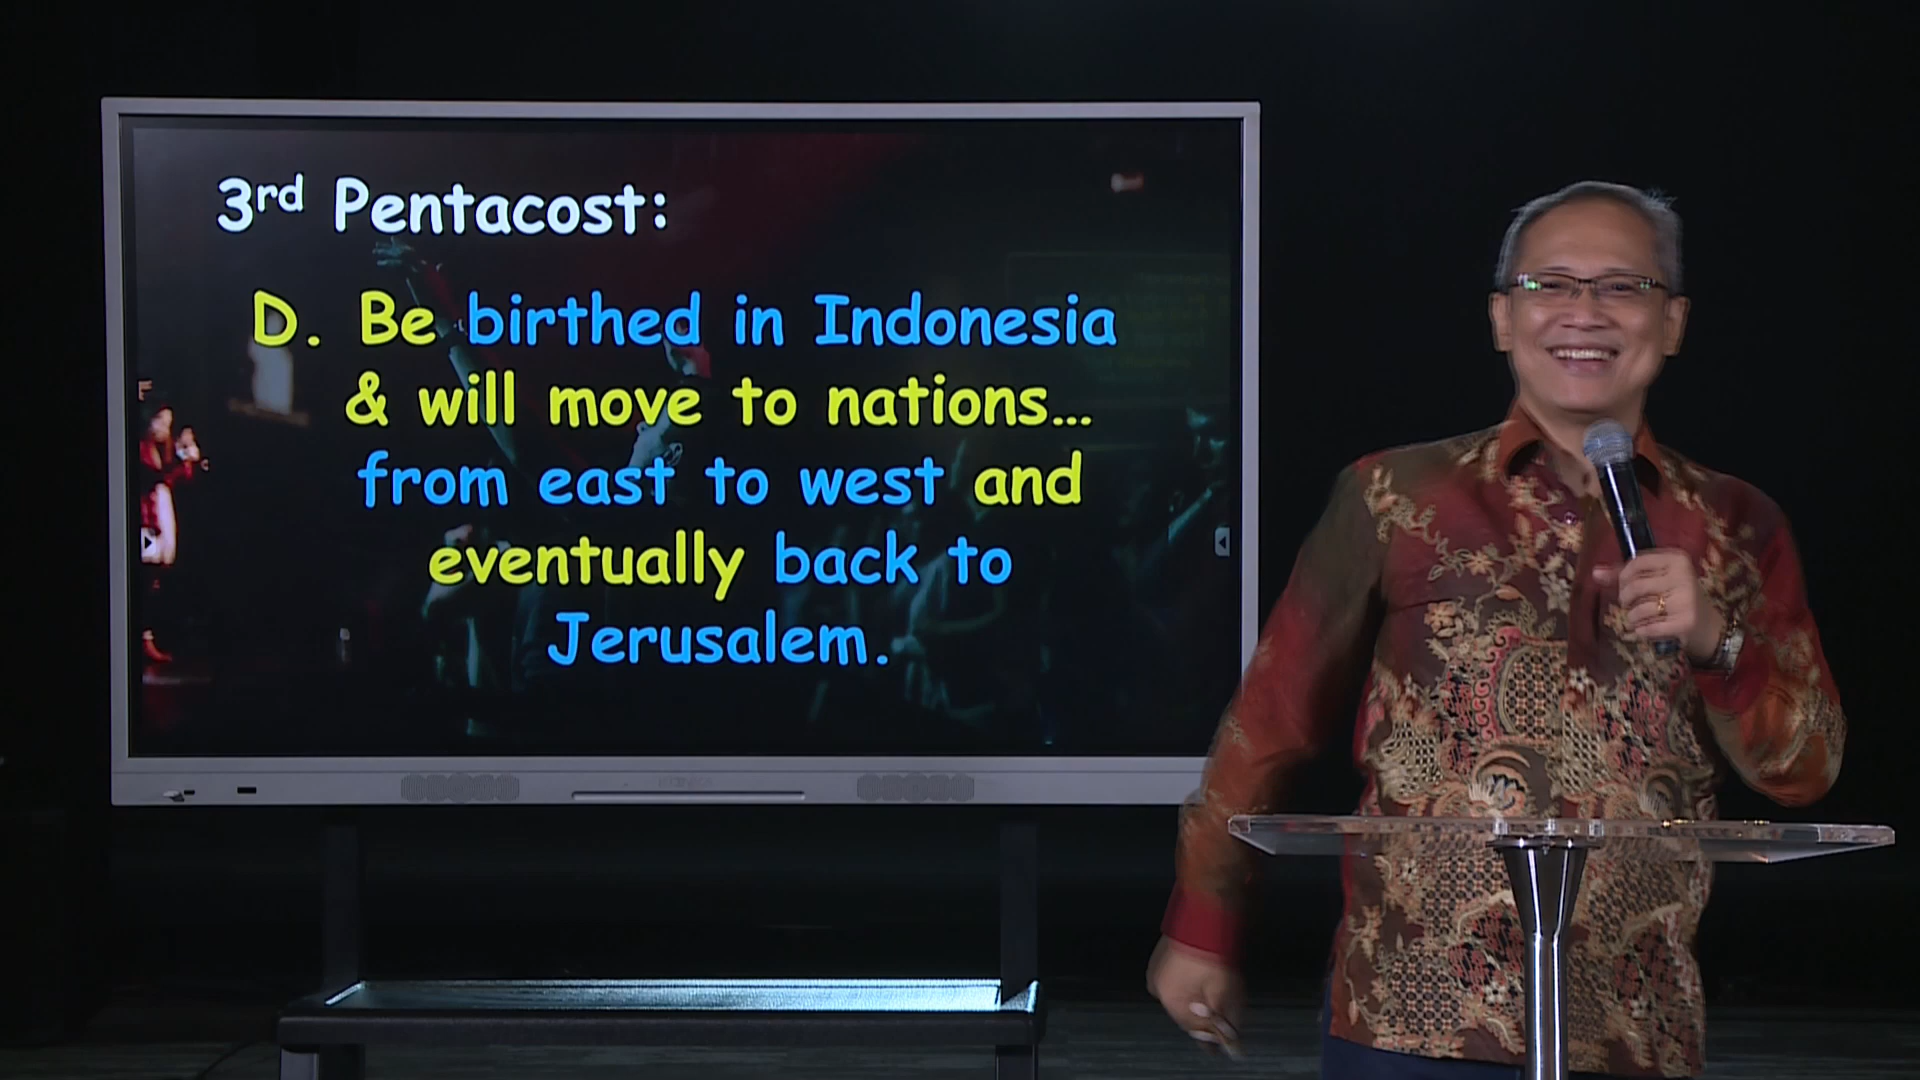 3rd Pentacost:
D. Be birthed in Indonesia
& will move to nations...
from east to west and
eventually back to
Jerusalem.